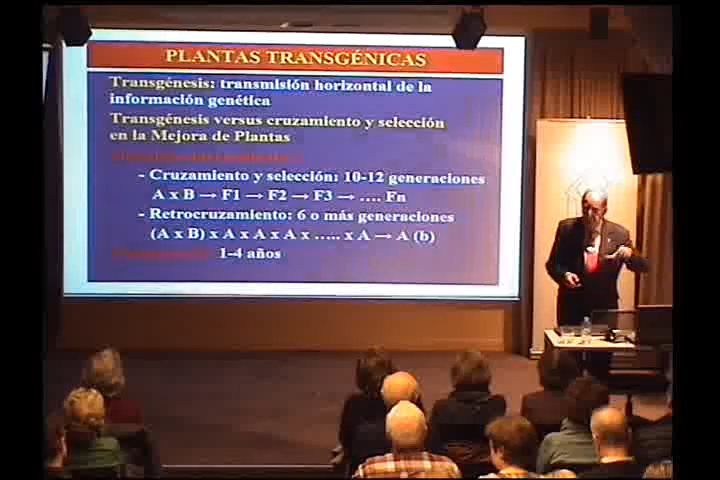 PLANTAS TRANSGÉNICAS
Transgénesis: transmisión horizontal de la
información genética
Transgénesis versus cruzamiento y selección
en la Mejora de Plantas
- Cruzamiento y selección: 10-12 generaciones
A x B → F1 → F2 → F3 → .... Fn
- Retrocruzamiento: 6 o más generaciones
(A x B) x A x A x A x ..... x A → A (b)
1-4 años